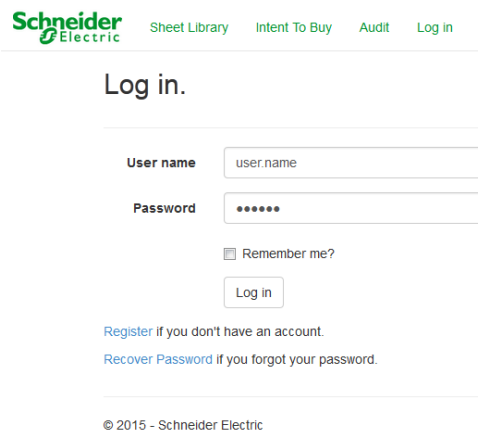 Schneider
Electric
Sheet Library Intent To Buy Audit Log in
Log in.
User name user.name
Password ••••••
Remember me?
Log in
Register if you don't have an account.
Recover Password if you forgot your password.
© 2015 - Schneider Electric